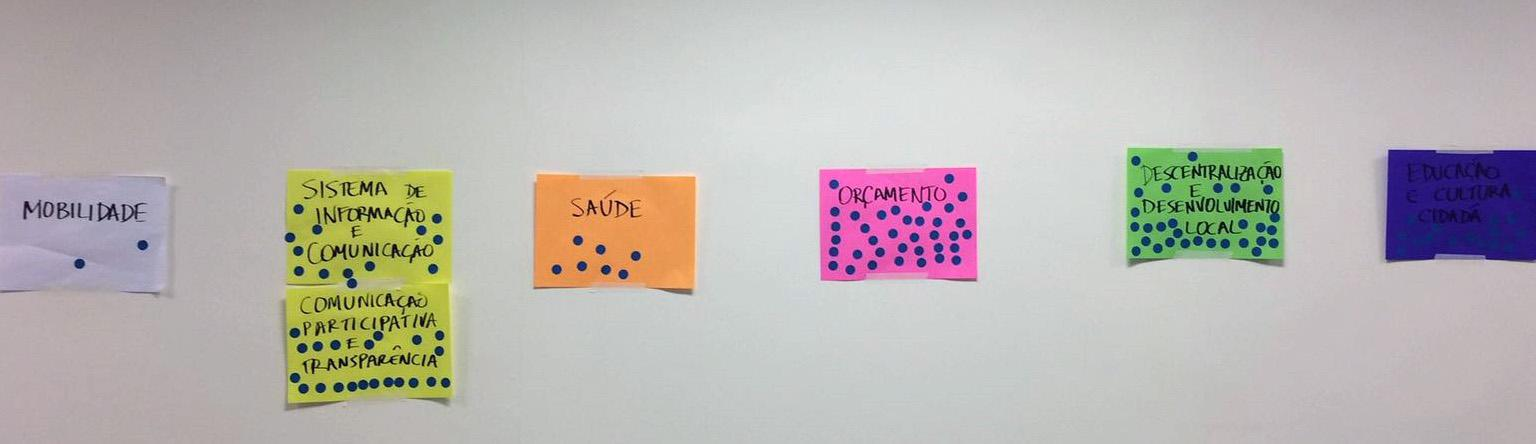 MOBILIDADE
SISTEMA DE
INFORMAÇÃO
E
COMUNICAÇÃO
COMUNICAÇÃO
PARTICIPATIVA
E
TRANSPARÊNCIA
SAÚDE
ORÇAMENTO
DESCENTRALIZAÇÃO
E
DESENVOLVIMENTO
LOCAL
EDUCAÇÃO
E CULTURA
CIDADÃ